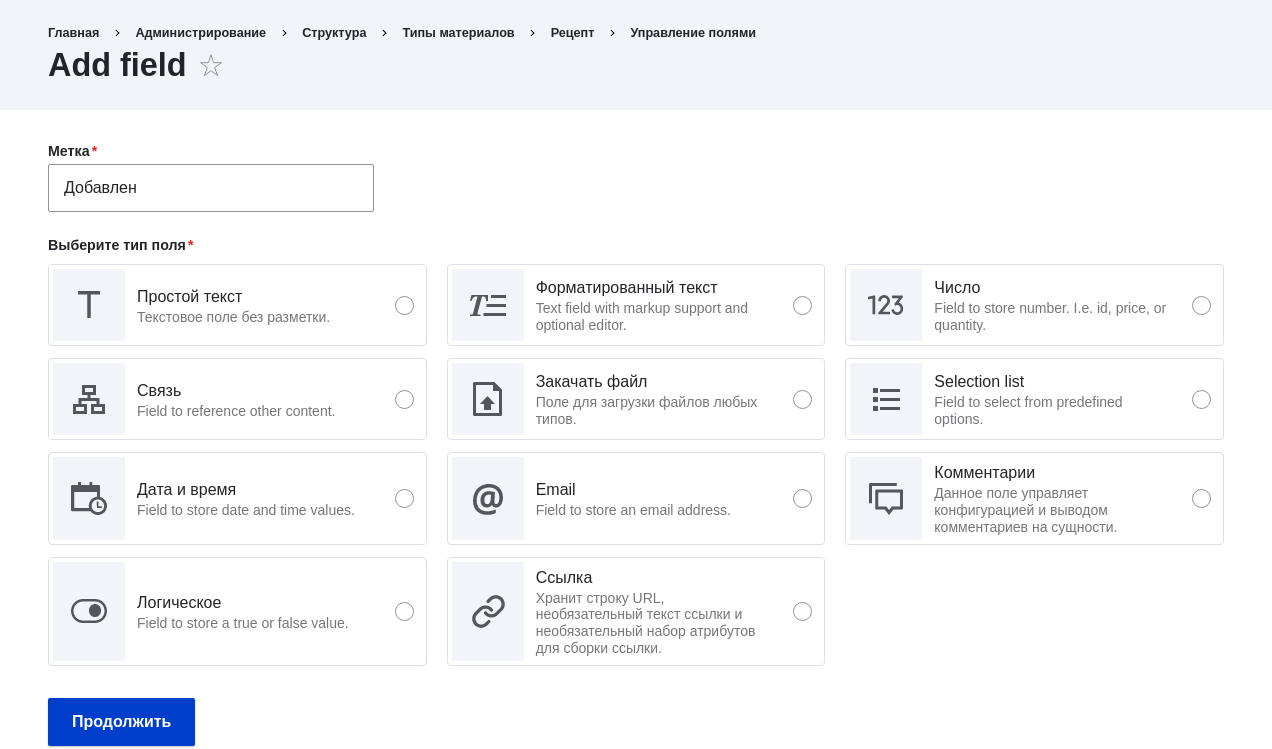 Главная › Администрирование › Структура › Типы материалов › Рецепт › Управление полями
Add field ☆
Метка*
Добавлен
Выберите тип поля*
Простой текст
Текстовое поле без разметки.
Форматированный текст
Text field with markup support and
optional editor.
123
Число
Field to store number. I.e. id, price, or
quantity.
Связь
Field to reference other content.
Закачать файл
Поле для загрузки файлов любых
типов.
Selection list
Field to select from predefined
options.
Дата и время
Field to store date and time values.
@
Email
Field to store an email address.
Комментарии
Данное поле управляет
конфигурацией и выводом
комментариев на сущности.
Логическое
Field to store a true or false value.
Ссылка
Хранит строку URL,
необязательный текст ссылки и
необязательный набор атрибутов
для сборки ссылки.
Продолжить